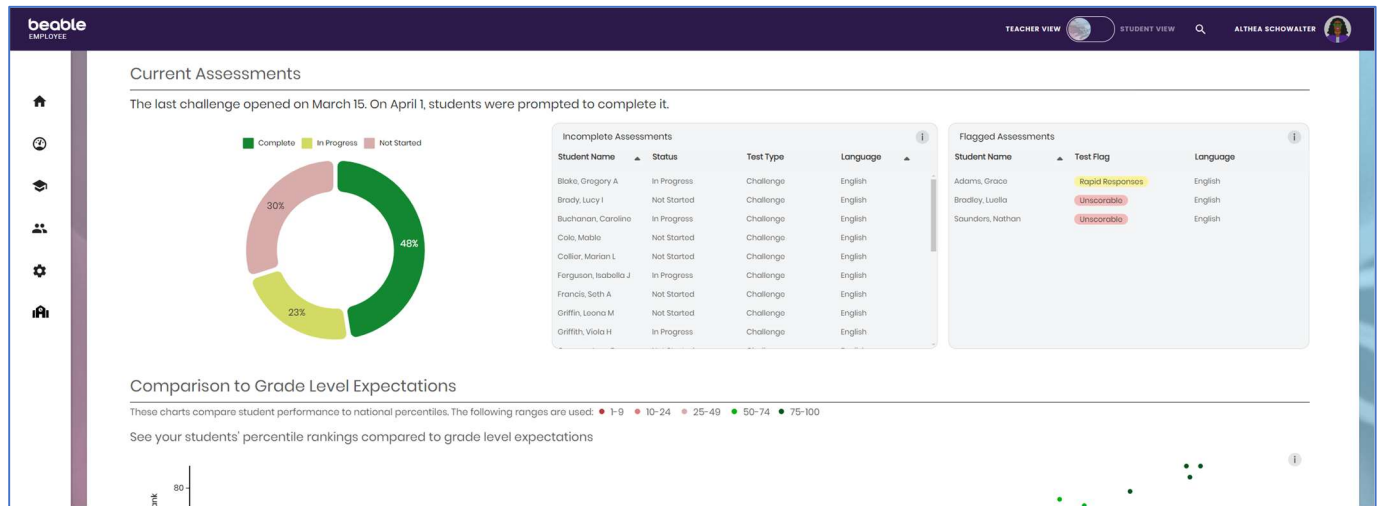 beable
EMPLOYEE
TEACHER VIEW STUDENT VIEW ALTHEA SCHOWALTER
Current Assessments
The last challenge opened on March 15. On April 1, students were prompted to complete it.
Complete In Progress Not Started
30%
48%
23%
Incomplete Assessments i
Student Name Status Test Type Language
Blake, Gregory A In Progress Challenge English
Brady, Lucy I Not Started Challenge English
Buchanan, Caroline In Progress Challenge English
Cole, Mable Not Started Challenge English
Collier, Marian L Not Started Challenge English
Ferguson, Isabella J In Progress Challenge English
Francis, Seth A Not Started Challenge English
Griffin, Leona M Not Started Challenge English
Griffith, Viola H In Progress Challenge English
Flagged Assessments i
Student Name Test Flag Language
Adams, Grace Rapid Responses English
Bradley, Luella Unscorable English
Saunders, Nathan Unscorable English
Comparison to Grade Level Expectations
These charts compare student performance to national percentiles. The following ranges are used: 1-9 10-24 25-49 50-74 75-100
See your students' percentile rankings compared to grade level expectations
i
80